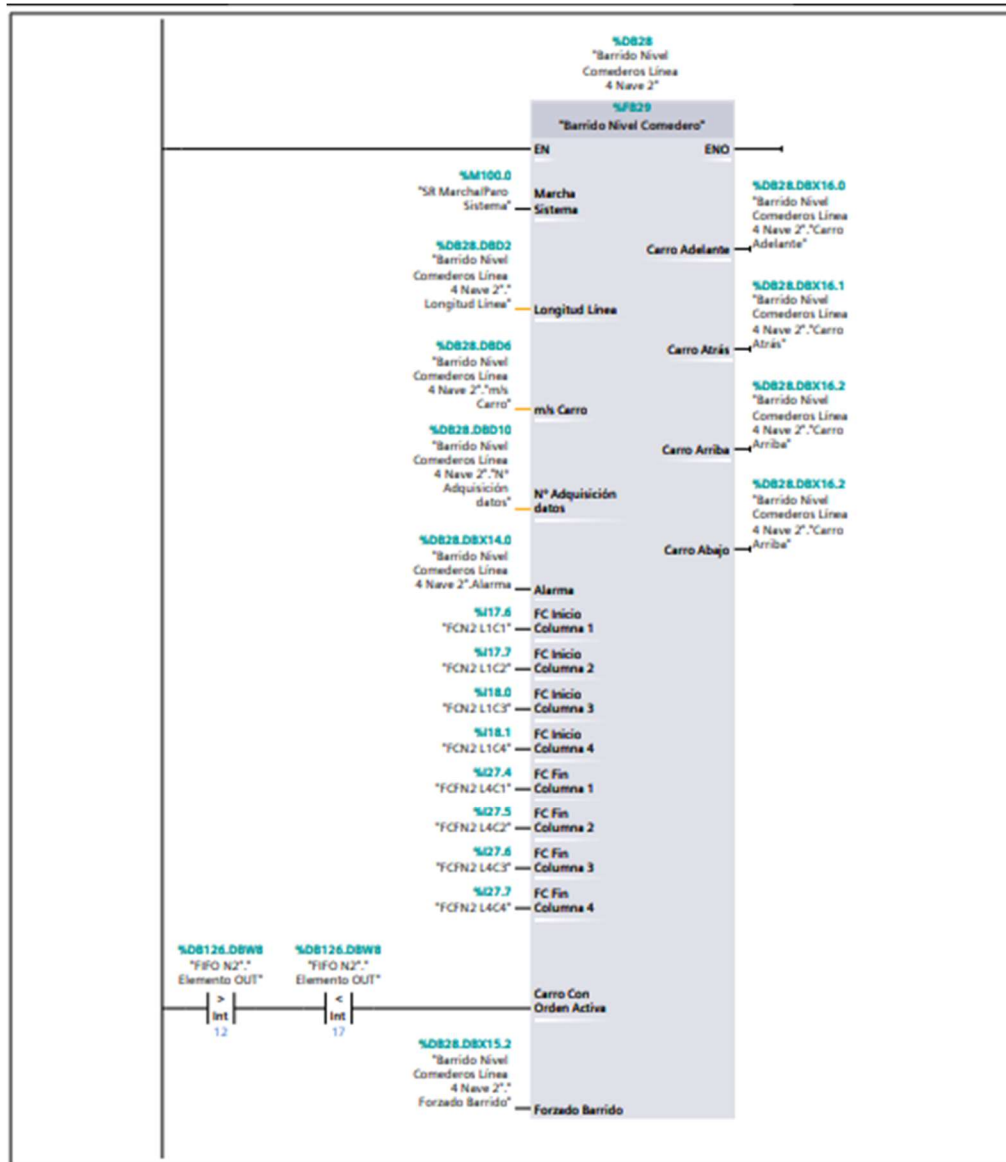 %DB28
"Barrido Nivel
Comederos Línea
4 Nave 2"
%FB29
"Barrido Nivel Comedero"
EN
ENO
%M100.0
"SR Marcha/Paro
Sistema"
Marcha
Sistema
%DB28.DBX16.0
"Barrido Nivel
Comederos Línea
4 Nave 2"."Carro
Adelante"
Carro Adelante
%DB28.DBD2
"Barrido Nivel
Comederos Línea
4 Nave 2"."
Longitud Línea"
Longitud Línea
%DB28.DBX16.1
"Barrido Nivel
Comederos Línea
4 Nave 2"."Carro
Atrás"
Carro Atrás
%DB28.DBD6
"Barrido Nivel
Comederos Línea
4 Nave 2"."m/s
Carro"
m/s Carro
%DB28.DBX16.2
"Barrido Nivel
Comederos Línea
4 Nave 2"."Carro
Arriba"
Carro Arriba
%DB28.DBD10
"Barrido Nivel
Comederos Línea
4 Nave 2"."Nº
Adquisición
datos"
Nº Adquisición
datos
%DB28.DBX16.2
"Barrido Nivel
Comederos Línea
4 Nave 2"."Carro
Arriba"
Carro Abajo
%DB28.DBX14.0
"Barrido Nivel
Comederos Línea
4 Nave 2".Alarma
Alarma
%I17.6
"FCN2 L1C1"
FC Inicio
Columna 1
%I17.7
"FCN2 L1C2"
FC Inicio
Columna 2
%I18.0
"FCN2 L1C3"
FC Inicio
Columna 3
%I18.1
"FCN2 L1C4"
FC Inicio
Columna 4
%I27.4
"FCFN2 L4C1"
FC Fin
Columna 1
%I27.5
"FCFN2 L4C2"
FC Fin
Columna 2
%I27.6
"FCFN2 L4C3"
FC Fin
Columna 3
%I27.7
"FCFN2 L4C4"
FC Fin
Columna 4
%DB126.DBW8
"FIFO N2"."
Elemento OUT"
>
Int
12
%DB126.DBW8
"FIFO N2"."
Elemento OUT"
<
Int
17
Carro Con
Orden Activa
%DB28.DBX15.2
"Barrido Nivel
Comederos Línea
4 Nave 2"."
Forzado Barrido"
Forzado Barrido